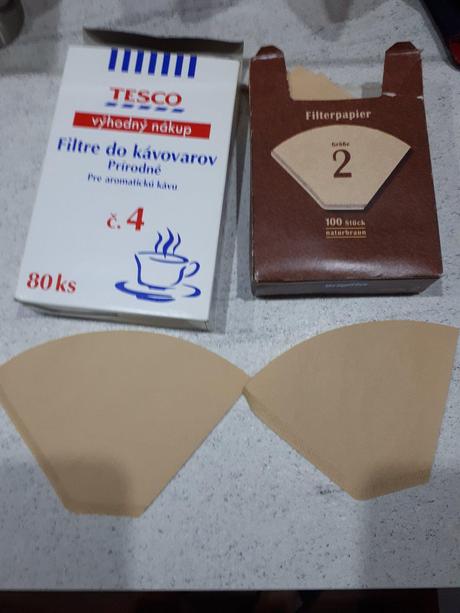 TESCO
výhodný nákup
Filtre do kávovarov
Prírodné
Pre aromatickú kávu
č. 4
80 ks
Filterpapier
Größe
2
100 Stück
naturbraun